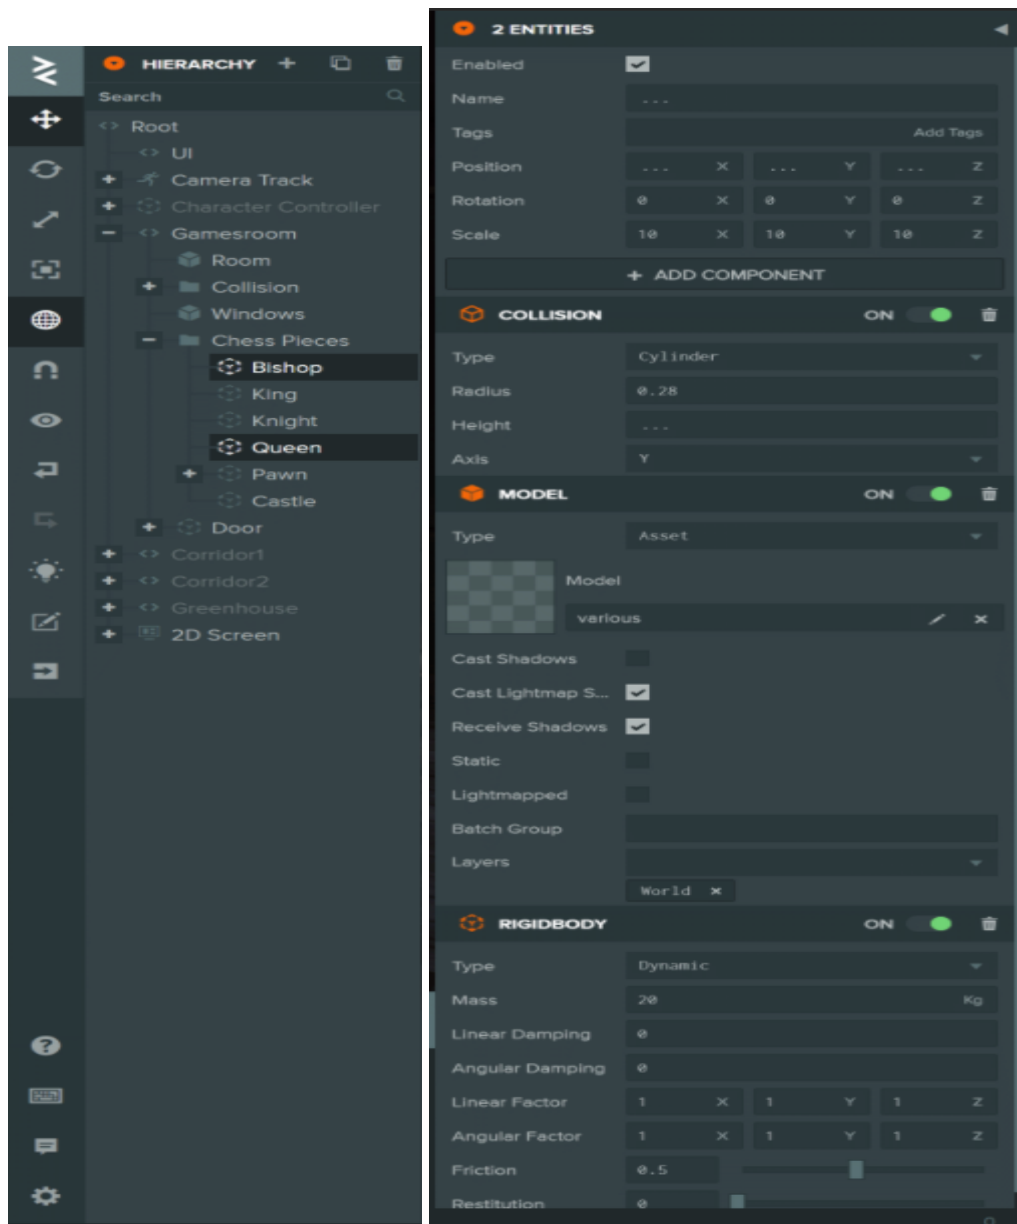 HIERARCHY
Search
Root
UI
Camera Track
Character Controller
Gamesroom
Room
Collision
Windows
Chess Pieces
Bishop
King
Knight
Queen
Pawn
Castle
Door
Corridor1
Corridor2
Greenhouse
2D Screen
2 ENTITIES
Enabled
Name ...
Tags Add Tags
Position ... X ... Y ... Z
Rotation 0 X 0 Y 0 Z
Scale 10 X 10 Y 10 Z
+ ADD COMPONENT
COLLISION ON
Type Cylinder
Radius 0.28
Height ...
Axis Y
MODEL ON
Type Asset
Model
various
Cast Shadows
Cast Lightmap S...
Receive Shadows
Static
Lightmapped
Batch Group
Layers
World ×
RIGIDBODY ON
Type Dynamic
Mass 20 Kg
Linear Damping 0
Angular Damping 0
Linear Factor 1 X 1 Y 1 Z
Angular Factor 1 X 1 Y 1 Z
Friction 0.5
Restitution 0